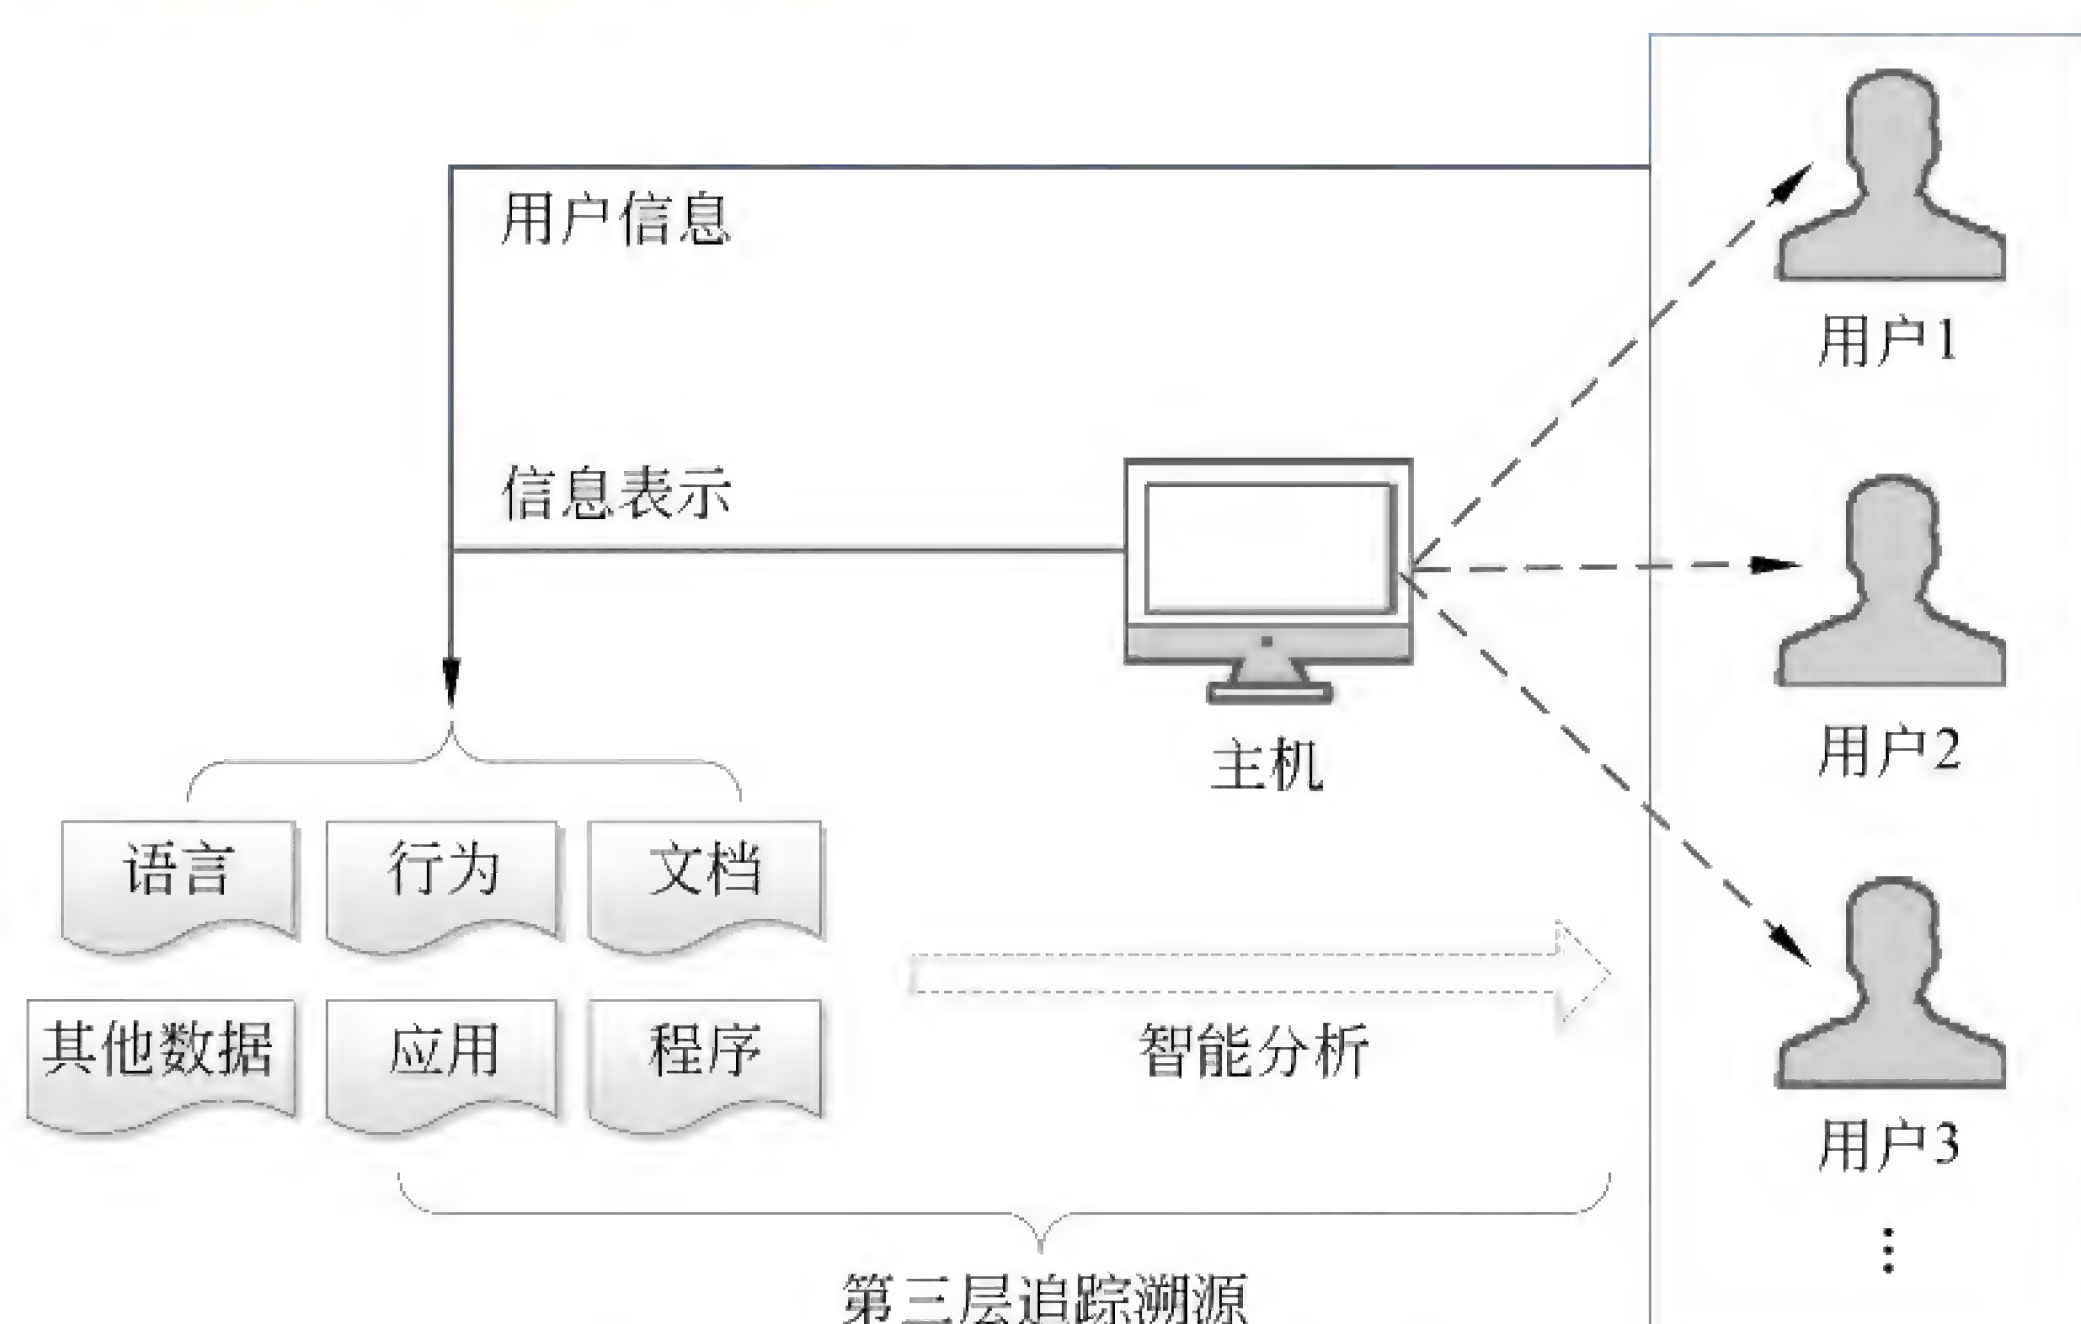 用户信息
用户1
信息表示
主机
用户2
语言
行为
文档
其他数据
应用
程序
智能分析
用户3
第三层追踪溯源